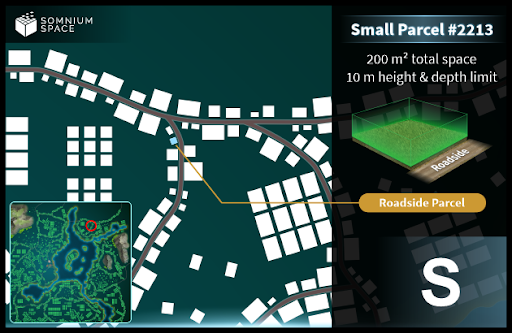 SOMNIUM
SPACE
Small Parcel #2213
200 m² total space
10 m height & depth limit
Roadside
Roadside Parcel
S